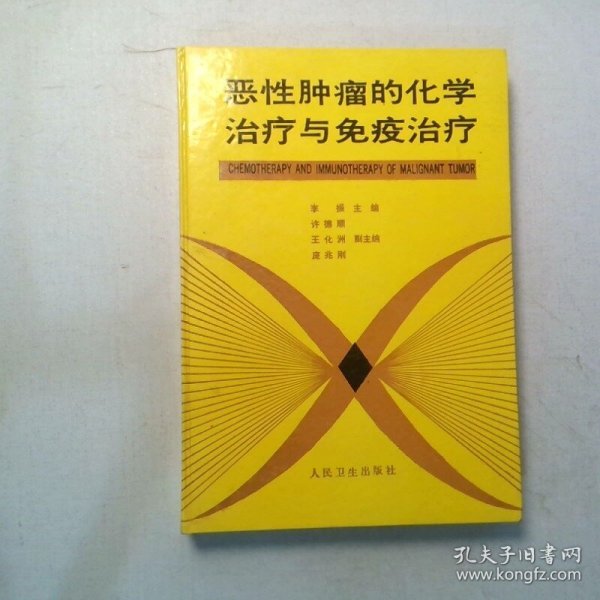 恶性肿瘤的化学
治疗与免疫治疗
CHEMOTHERAPY AND IMMUNOTHERAPY OF MALIGNANT TUMOR
李振主编
许德顺
王化洲 副主编
庞兆刚
人民卫生出版社
孔夫子旧书网
www.kongfz.com